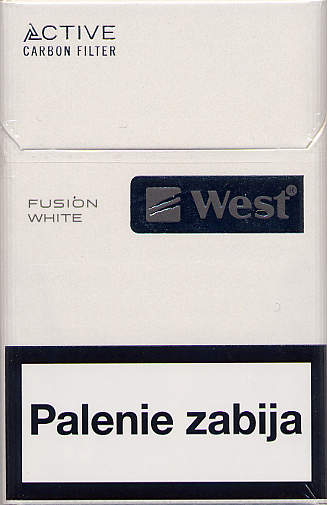 ACTIVE
CARBON FILTER
FUSION
WHITE
West®
Palenie zabija